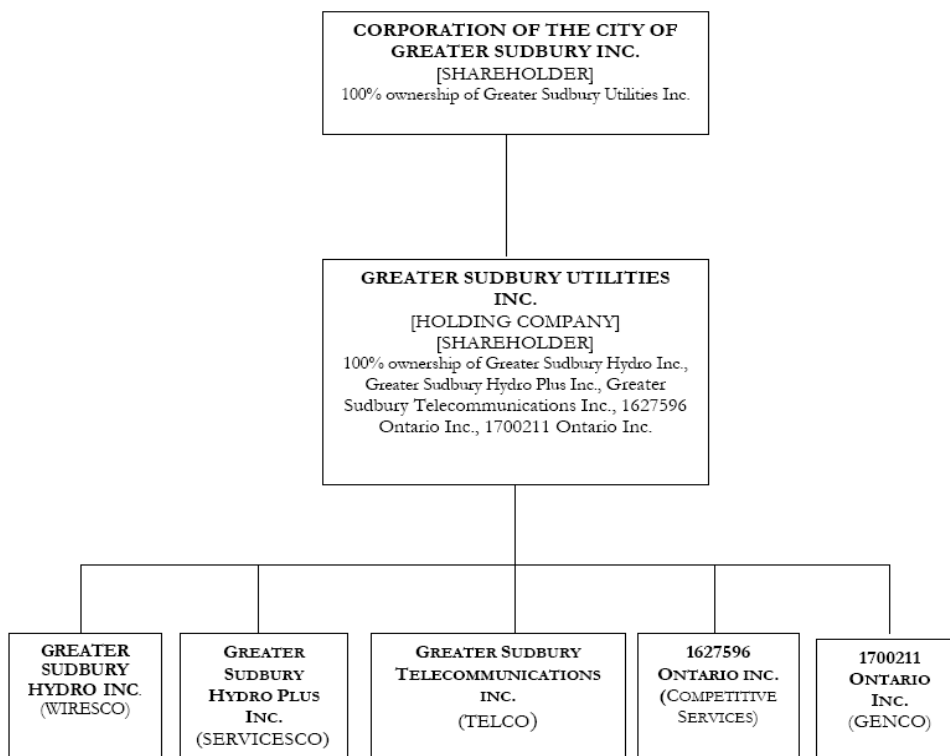 CORPORATION OF THE CITY OF
GREATER SUDBURY INC.
[SHAREHOLDER]
100% ownership of Greater Sudbury Utilities Inc.
GREATER SUDBURY UTILITIES
INC.
[HOLDING COMPANY]
[SHAREHOLDER]
100% ownership of Greater Sudbury Hydro Inc.,
Greater Sudbury Hydro Plus Inc., Greater
Sudbury Telecommunications Inc., 1627596
Ontario Inc., 1700211 Ontario Inc.
GREATER
SUDBURY
HYDRO INC.
(WIRESCO)
GREATER
SUDBURY
HYDRO PLUS
INC.
(SERVICESCO)
GREATER SUDBURY
TELECOMMUNICATIONS
INC.
(TELCO)
1627596
ONTARIO INC.
(COMPETITIVE
SERVICES)
1700211
ONTARIO
INC.
(GENCO)